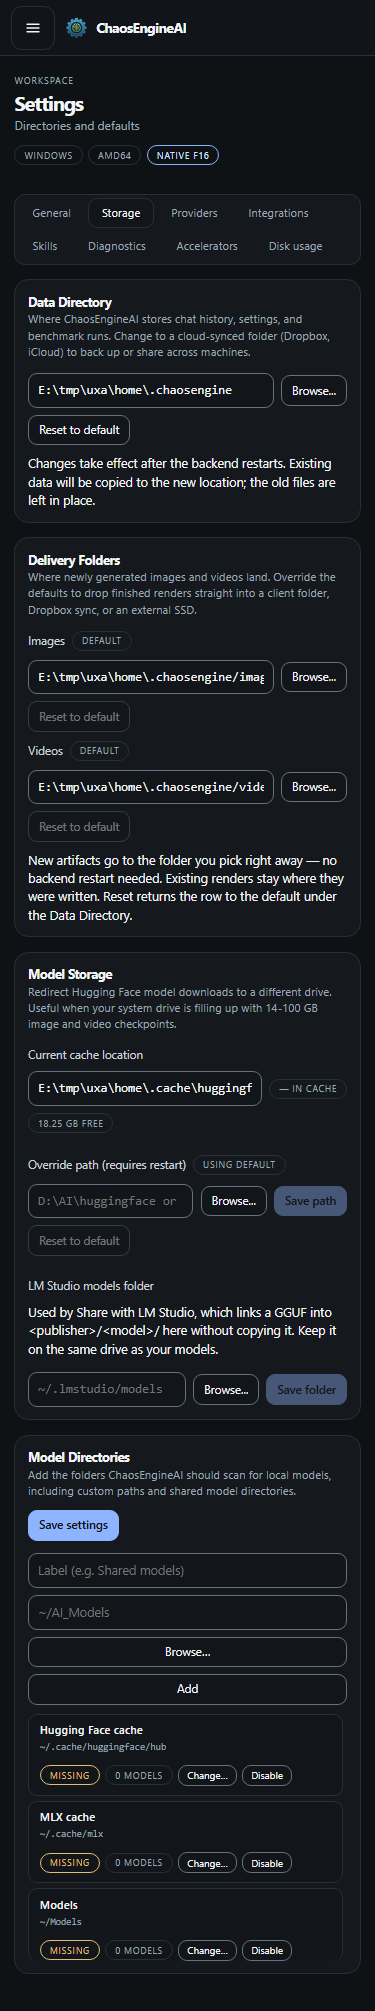 ChaosEngineAI
WORKSPACE
Settings
Directories and defaults
WINDOWS AMD64 NATIVE F16
General Storage Providers Integrations
Skills Diagnostics Accelerators Disk usage
Data Directory
Where ChaosEngineAI stores chat history, settings, and
benchmark runs. Change to a cloud-synced folder (Dropbox,
iCloud) to back up or share across machines.
E:\tmp\uxa\home\.chaosengine Browse...
Reset to default
Changes take effect after the backend restarts. Existing
data will be copied to the new location; the old files are
left in place.
Delivery Folders
Where newly generated images and videos land. Override the
defaults to drop finished renders straight into a client folder,
Dropbox sync, or an external SSD.
Images DEFAULT
E:\tmp\uxa\home\.chaosengine/imag Browse...
Reset to default
Videos DEFAULT
E:\tmp\uxa\home\.chaosengine/vide Browse...
Reset to default
New artifacts go to the folder you pick right away — no
backend restart needed. Existing renders stay where they
were written. Reset returns the row to the default under
the Data Directory.
Model Storage
Redirect Hugging Face model downloads to a different drive.
Useful when your system drive is filling up with 14-100 GB
image and video checkpoints.
Current cache location
E:\tmp\uxa\home\.cache\huggingf — IN CACHE
18.25 GB FREE
Override path (requires restart) USING DEFAULT
D:\AI\huggingface or Browse... Save path
Reset to default
LM Studio models folder
Used by Share with LM Studio, which links a GGUF into
<publisher>/<model>/ here without copying it. Keep it
on the same drive as your models.
~/.lmstudio/models Browse... Save folder
Model Directories
Add the folders ChaosEngineAI should scan for local models,
including custom paths and shared model directories.
Save settings
Label (e.g. Shared models)
~/AI_Models
Browse...
Add
Hugging Face cache
~/.cache/huggingface/hub
MISSING 0 MODELS Change... Disable
MLX cache
~/.cache/mlx
MISSING 0 MODELS Change... Disable
Models
~/Models
MISSING 0 MODELS Change... Disable